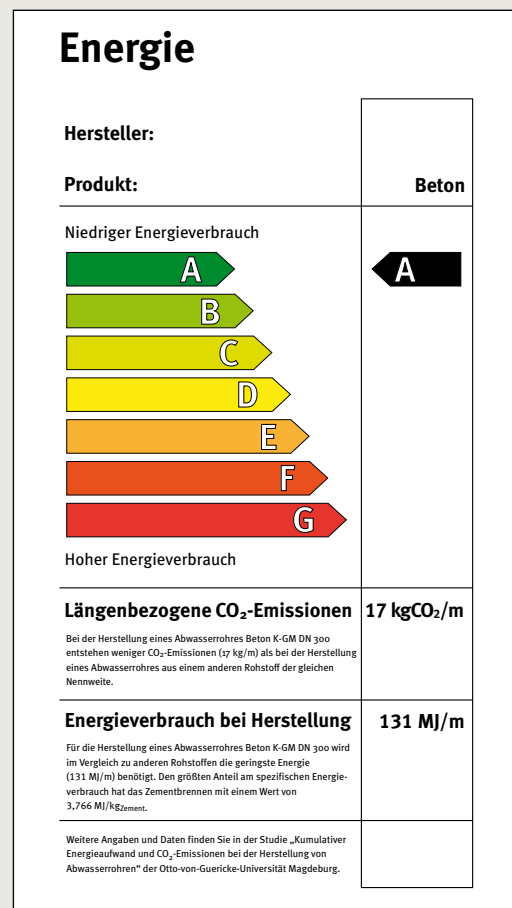 Energie
Hersteller:
Produkt:
Beton
Niedriger Energieverbrauch
A
A
B
C
D
E
F
G
Hoher Energieverbrauch
Längenbezogene CO₂-Emissionen
17 kgCO₂/m
Bei der Herstellung eines Abwasserrohres Beton K-GM DN 300
entstehen weniger CO₂-Emissionen (17 kg/m) als bei der Herstellung
eines Abwasserrohres aus einem anderen Rohstoff der gleichen
Nennweite.
Energieverbrauch bei Herstellung
131 MJ/m
Für die Herstellung eines Abwasserrohres Beton K-GM DN 300 wird
im Vergleich zu anderen Rohstoffen die geringste Energie
(131 MJ/m) benötigt. Den größten Anteil am spezifischen Energie-
verbrauch hat das Zementbrennen mit einem Wert von
3,766 MJ/kgZement.
Weitere Angaben und Daten finden Sie in der Studie „Kumulativer
Energieaufwand und CO₂-Emissionen bei der Herstellung von
Abwasserrohren“ der Otto-von-Guericke-Universität Magdeburg.